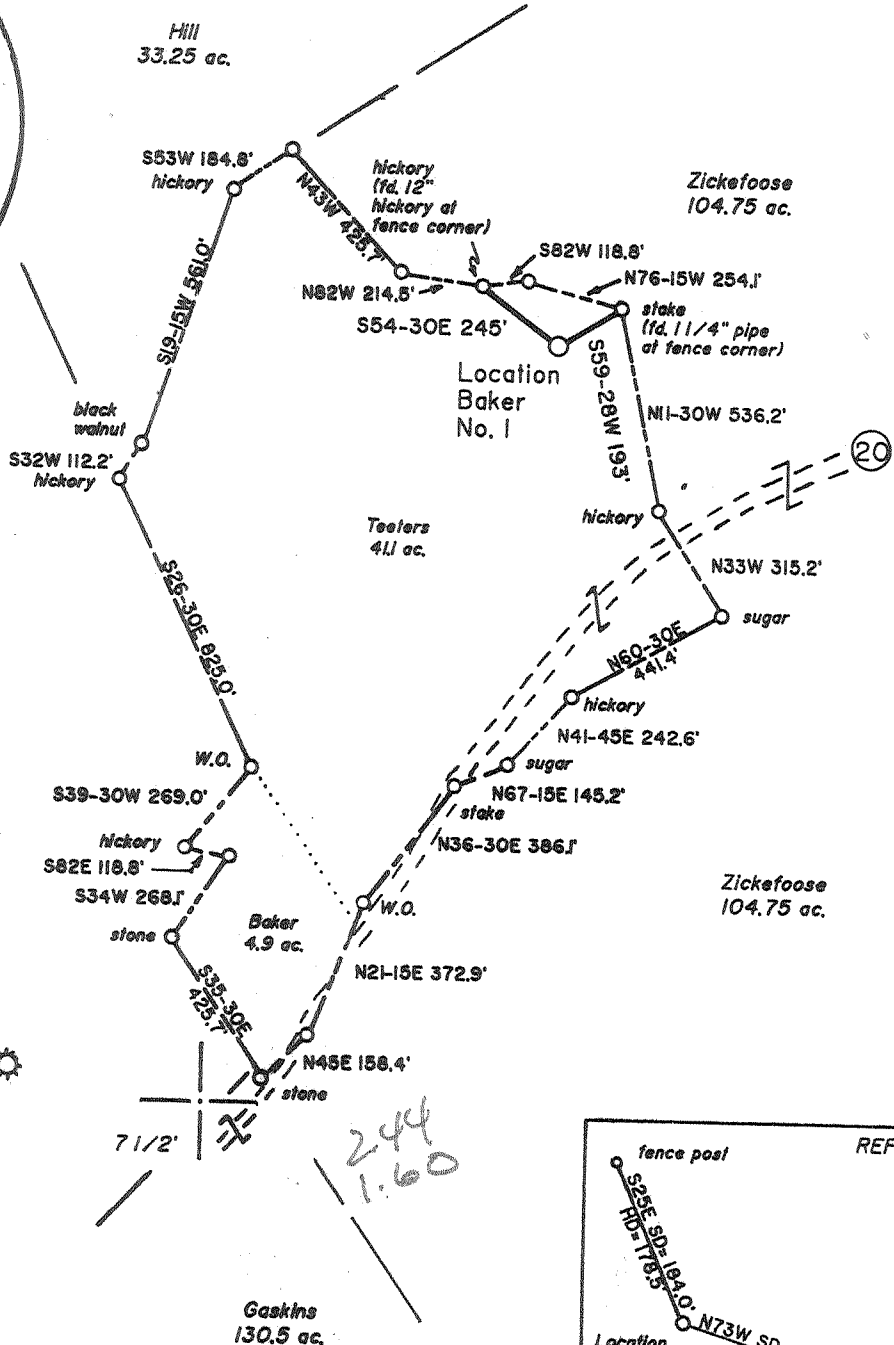 Hill
33.25 ac.
S53W 184.8'
hickory
N43W 425.7'
hickory
(fd. 12"
hickory at
fence corner)
Zickefoose
104.75 ac.
S82W 118.8'
N76-15W 254.1'
N82W 214.5'
S54-30E 245'
stake
(fd. 1 1/4" pipe
at fence corner)
S19-15W 561.0'
Location
Baker
No. 1
S59-28W 193'
N11-30W 536.2'
black
walnut
S32W 112.2'
hickory
20
Teeters
41.1 ac.
hickory
N33W 315.2'
S26-30E 825.0'
sugar
N60-30E
441.4'
hickory
N41-45E 242.6'
W.O.
sugar
S39-30W 269.0'
N67-15E 145.2'
stake
hickory
N36-30E 386.1'
S82E 118.8'
S34W 268.1'
Zickefoose
104.75 ac.
W.O.
stone
Baker
4.9 ac.
N21-15E 372.9'
S35-30E
425.7'
N45E 158.4'
stone
7 1/2'
2.44
1.60
fence post
REF
S25E SD= 184.0'
HD= 178.5'
N73W SD
Location
Gaskins
130.5 ac.